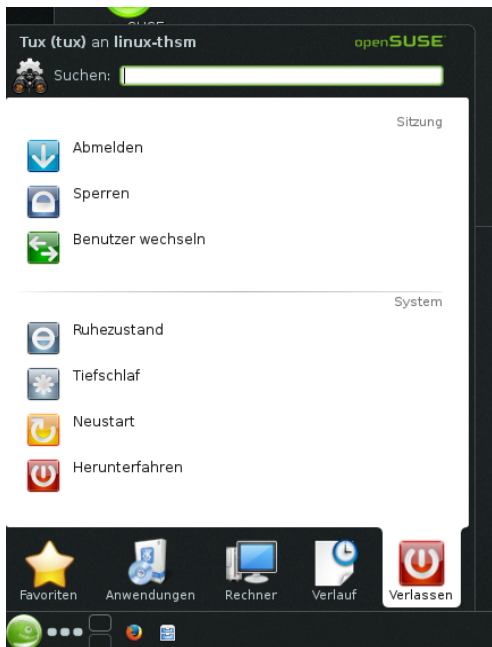 SUSE
Tux (tux) an linux-thsm
openSUSE
Suchen:
Sitzung
Abmelden
Sperren
Benutzer wechseln
System
Ruhezustand
Tiefschlaf
Neustart
Herunterfahren
Favoriten Anwendungen Rechner Verlauf Verlassen